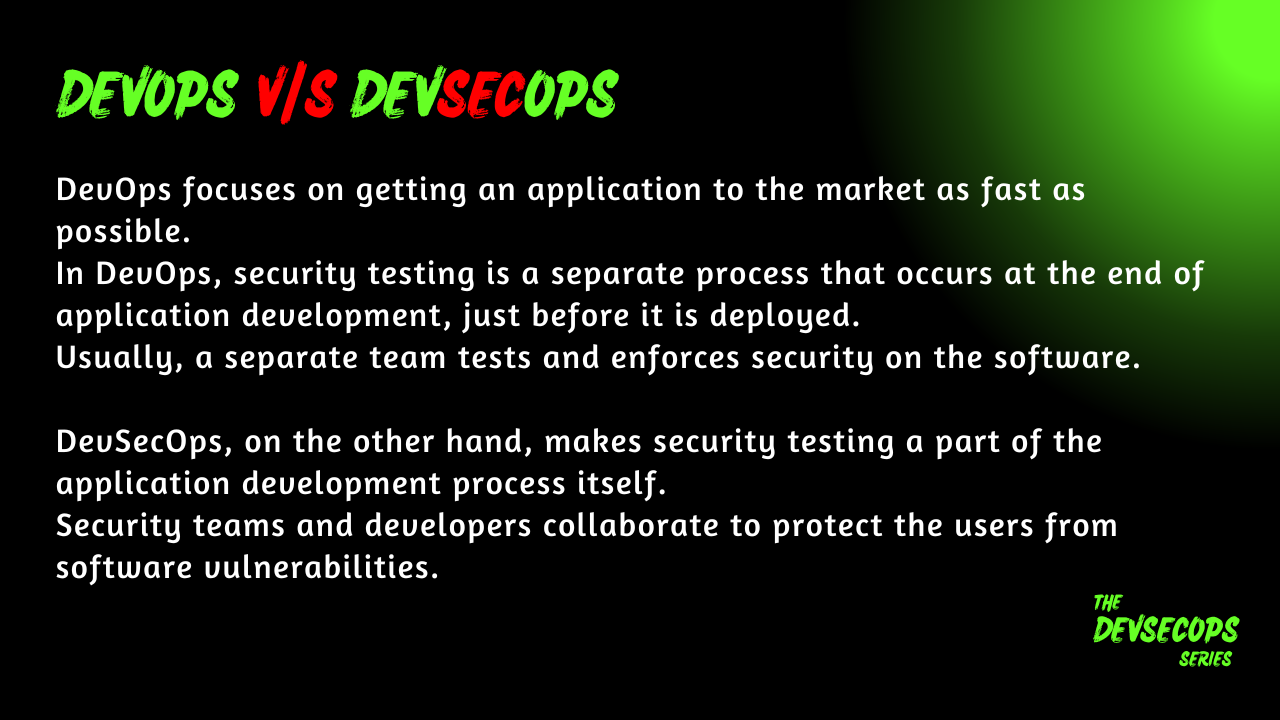 DEVOPS V/S DEVSECOPS
DevOps focuses on getting an application to the market as fast as
possible.
In DevOps, security testing is a separate process that occurs at the end of
application development, just before it is deployed.
Usually, a separate team tests and enforces security on the software.
DevSecOps, on the other hand, makes security testing a part of the
application development process itself.
Security teams and developers collaborate to protect the users from
software vulnerabilities.
THE
DEVSECOPS
SERIES